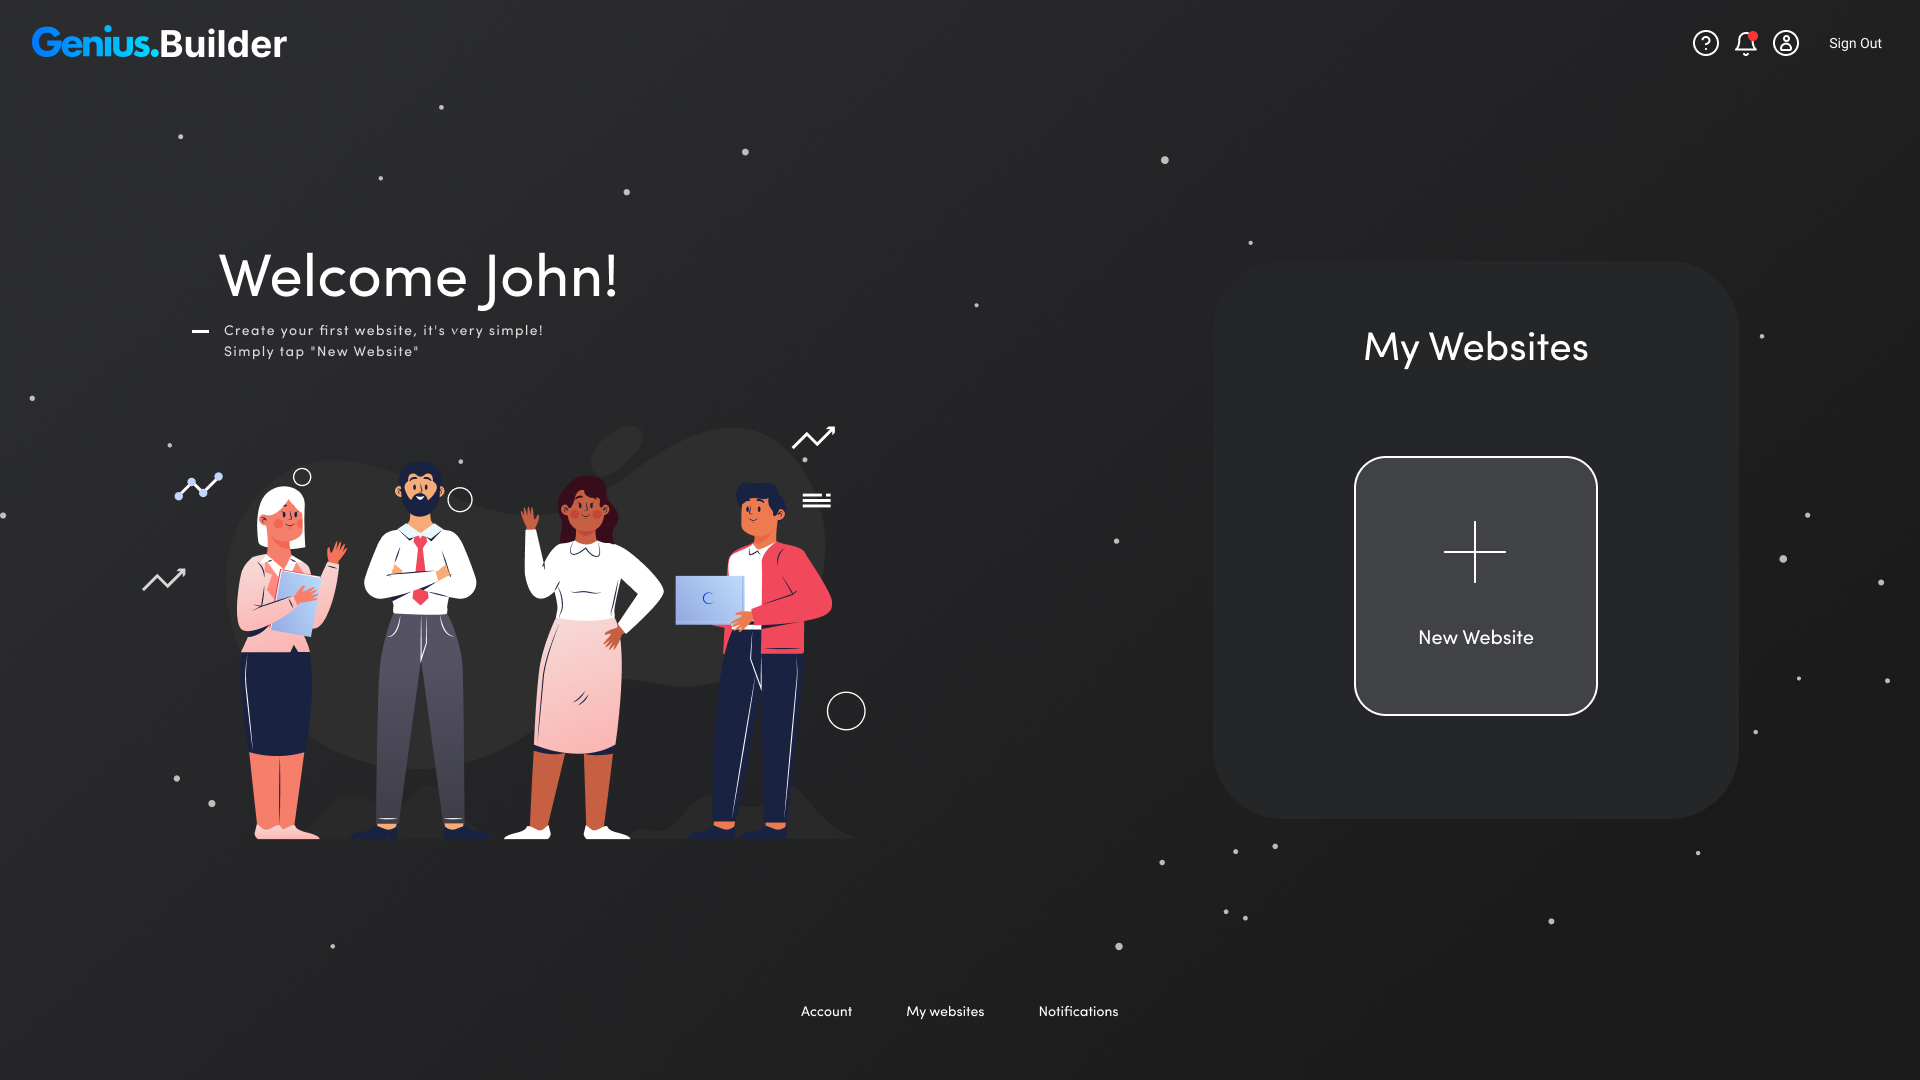 Genius.Builder
Sign Out
Welcome John!
Create your first website, it's very simple!
Simply tap "New Website"
My Websites
New Website
Account
My websites
Notifications